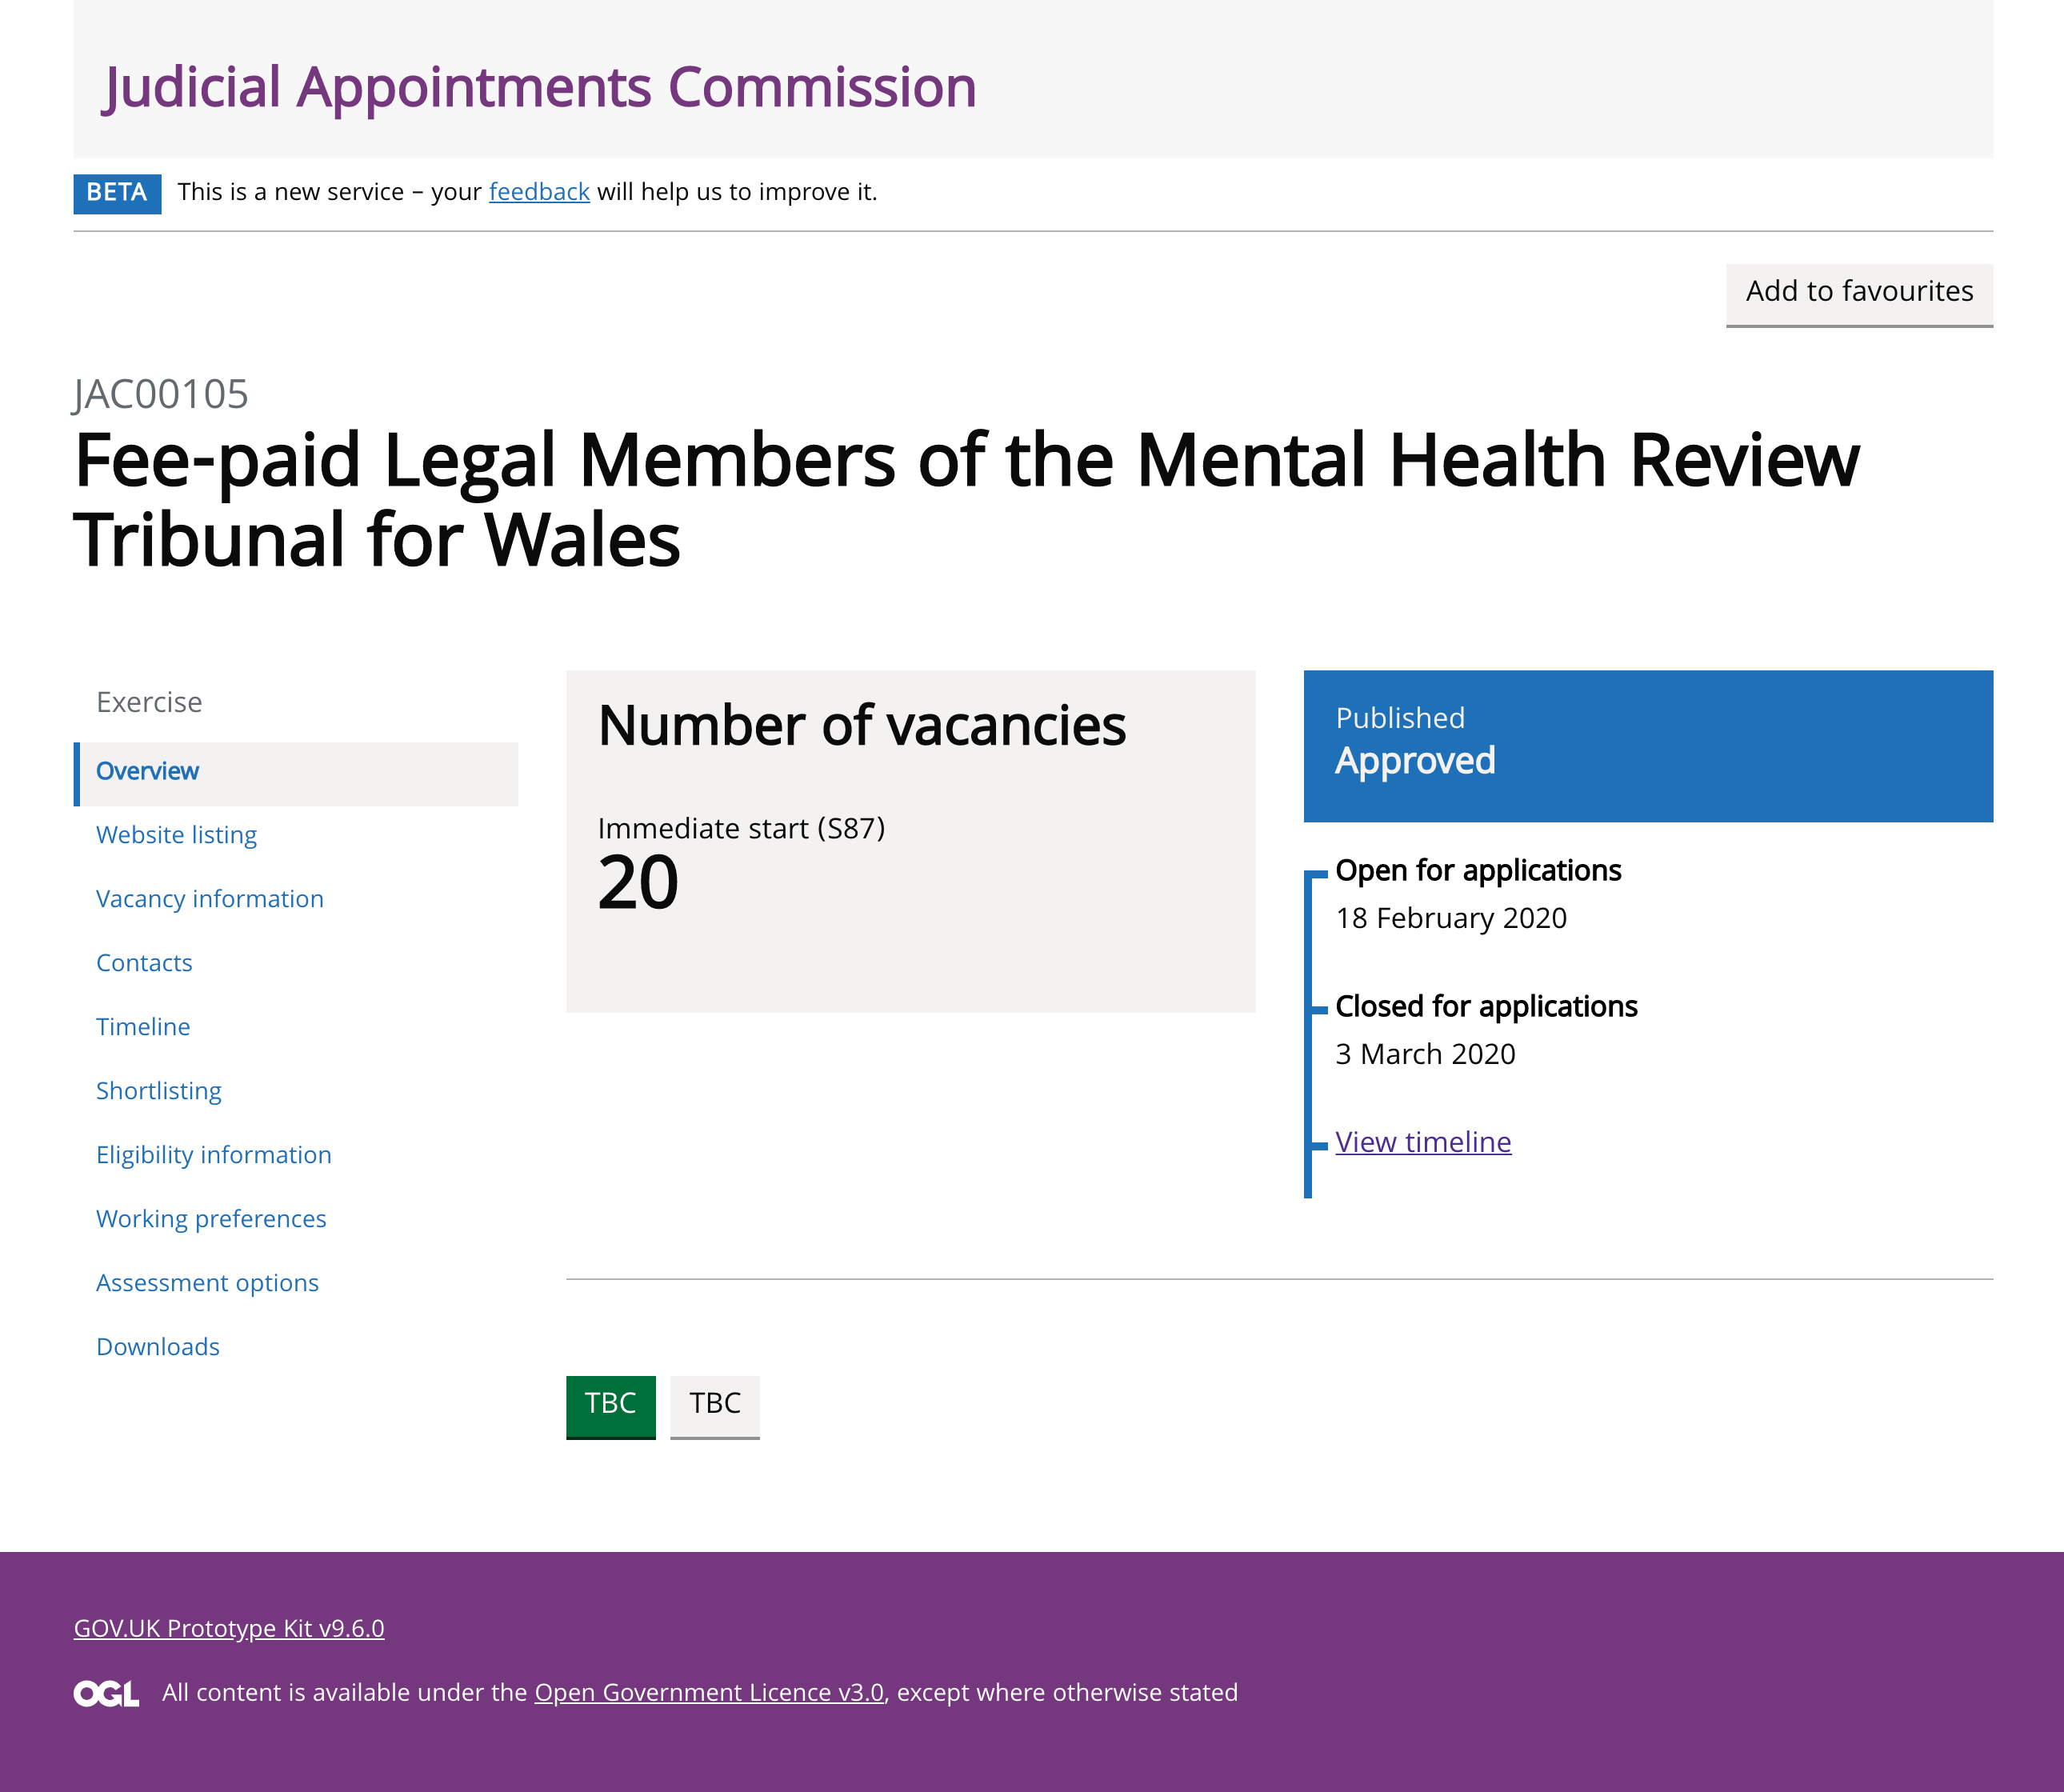 Judicial Appointments Commission
BETA This is a new service – your feedback will help us to improve it.
Add to favourites
JAC00105
Fee-paid Legal Members of the Mental Health Review
Tribunal for Wales
Exercise
Overview
Website listing
Vacancy information
Contacts
Timeline
Shortlisting
Eligibility information
Working preferences
Assessment options
Downloads
Number of vacancies
Immediate start (S87)
20
Published
Approved
Open for applications
18 February 2020
Closed for applications
3 March 2020
View timeline
TBC TBC
GOV.UK Prototype Kit v9.6.0
OGL All content is available under the Open Government Licence v3.0, except where otherwise stated